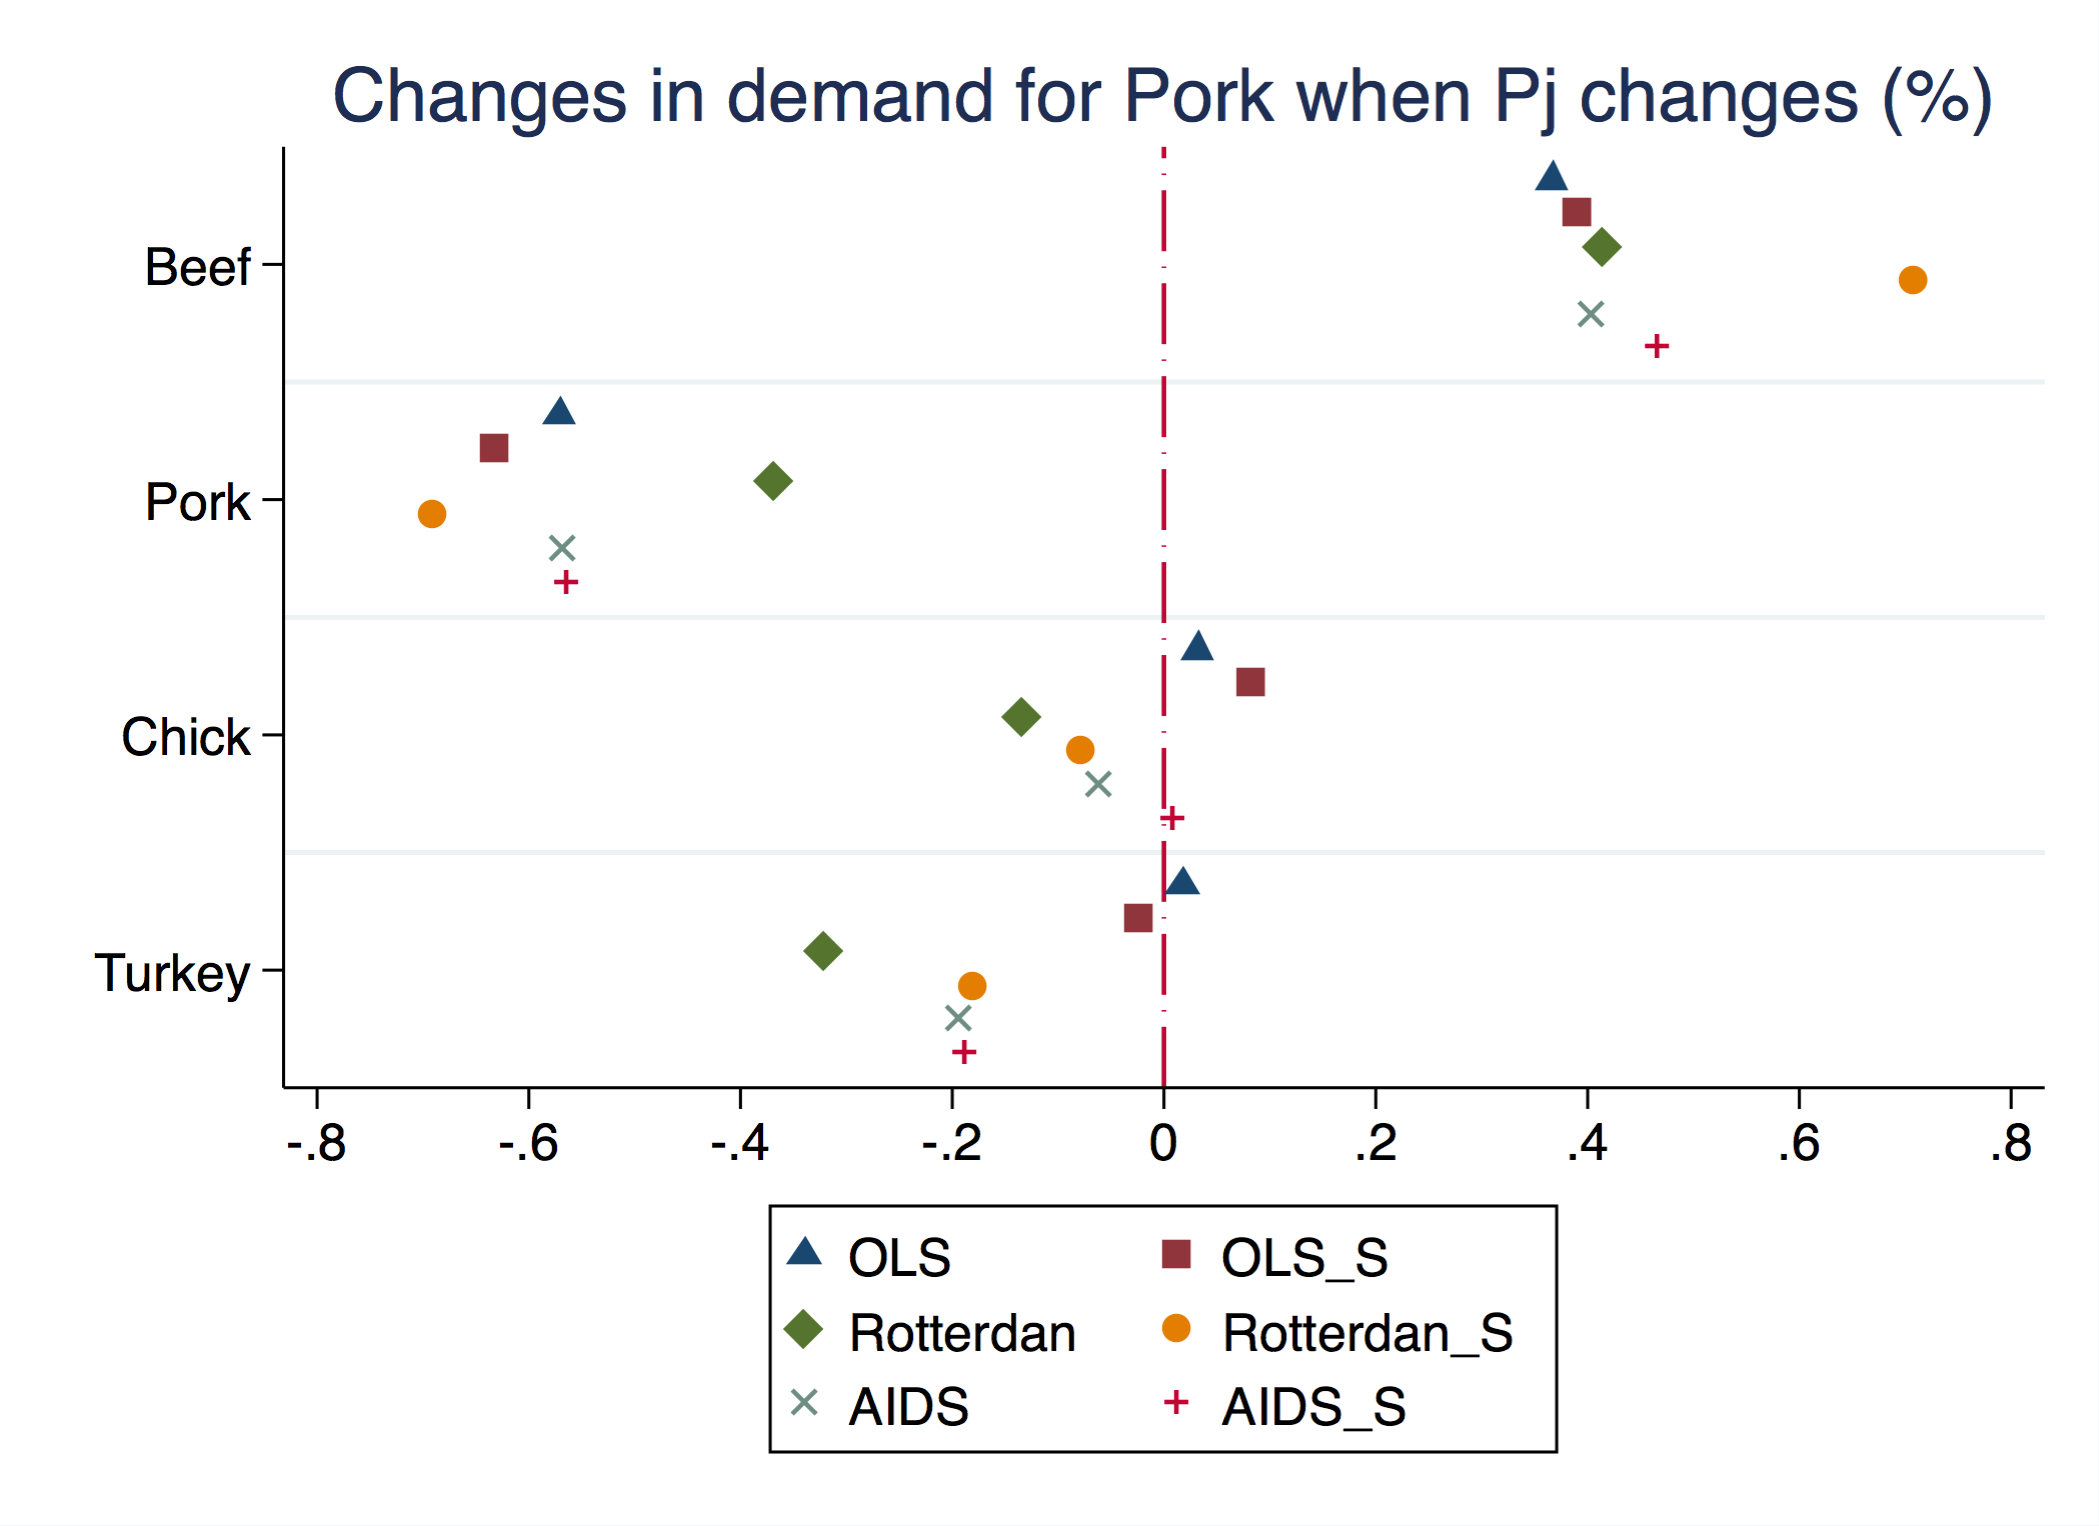 Changes in demand for Pork when Pj changes (%)
Beef
Pork
Chick
Turkey
-.8 -.6 -.4 -.2 0 .2 .4 .6 .8
OLS OLS_S
Rotterdan Rotterdan_S
AIDS AIDS_S